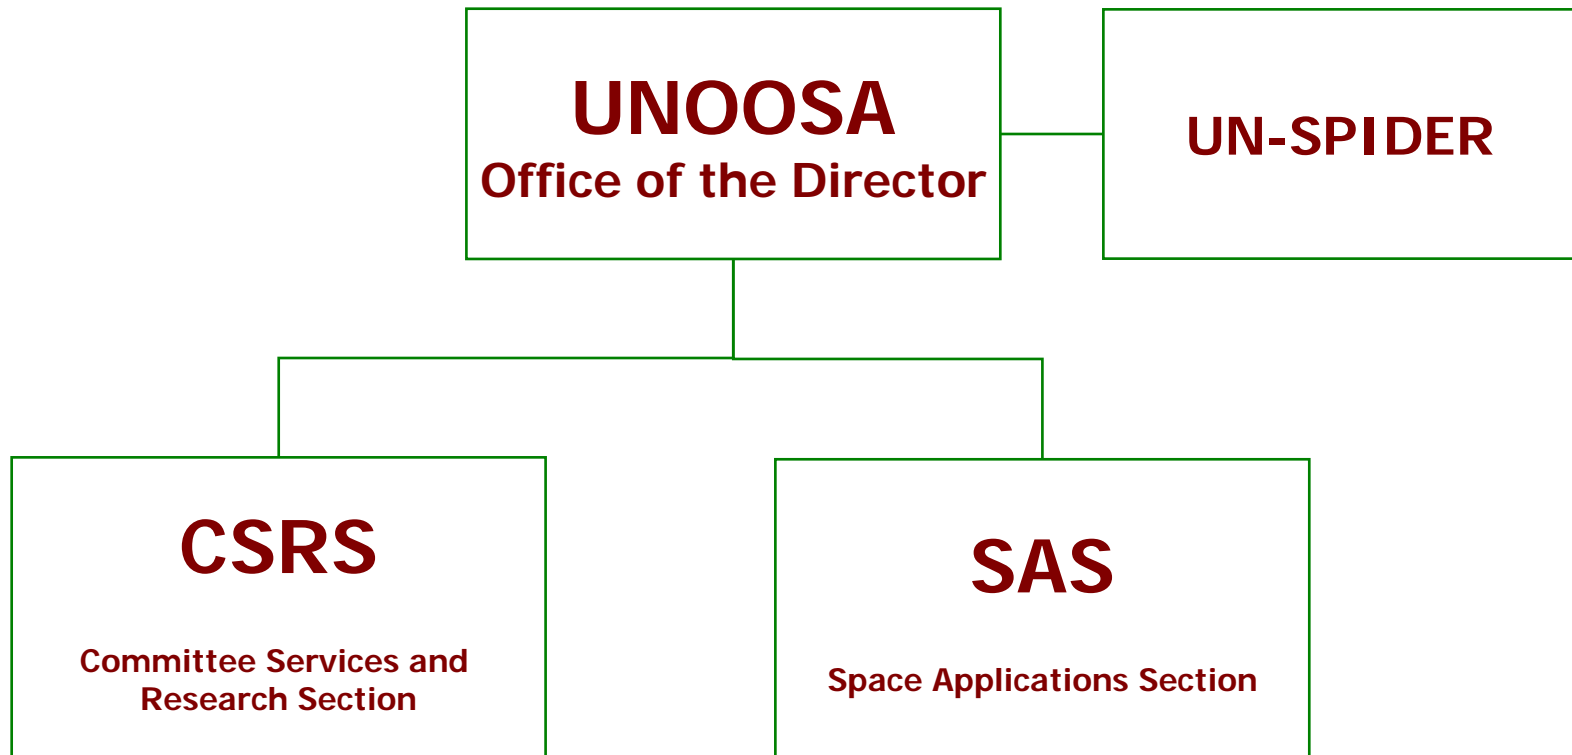 UNOOSA
Office of the Director
UN-SPIDER
CSRS
Committee Services and
Research Section
SAS
Space Applications Section